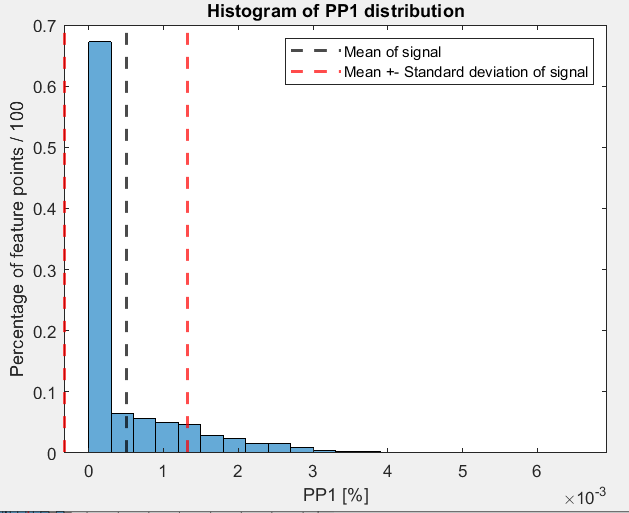 Histogram of PP1 distribution
0.7
0.6
0.5
0.4
0.3
0.2
0.1
0
Percentage of feature points / 100
Mean of signal
Mean +- Standard deviation of signal
0 1 2 3 4 5 6
PP1 [%]
×10⁻³